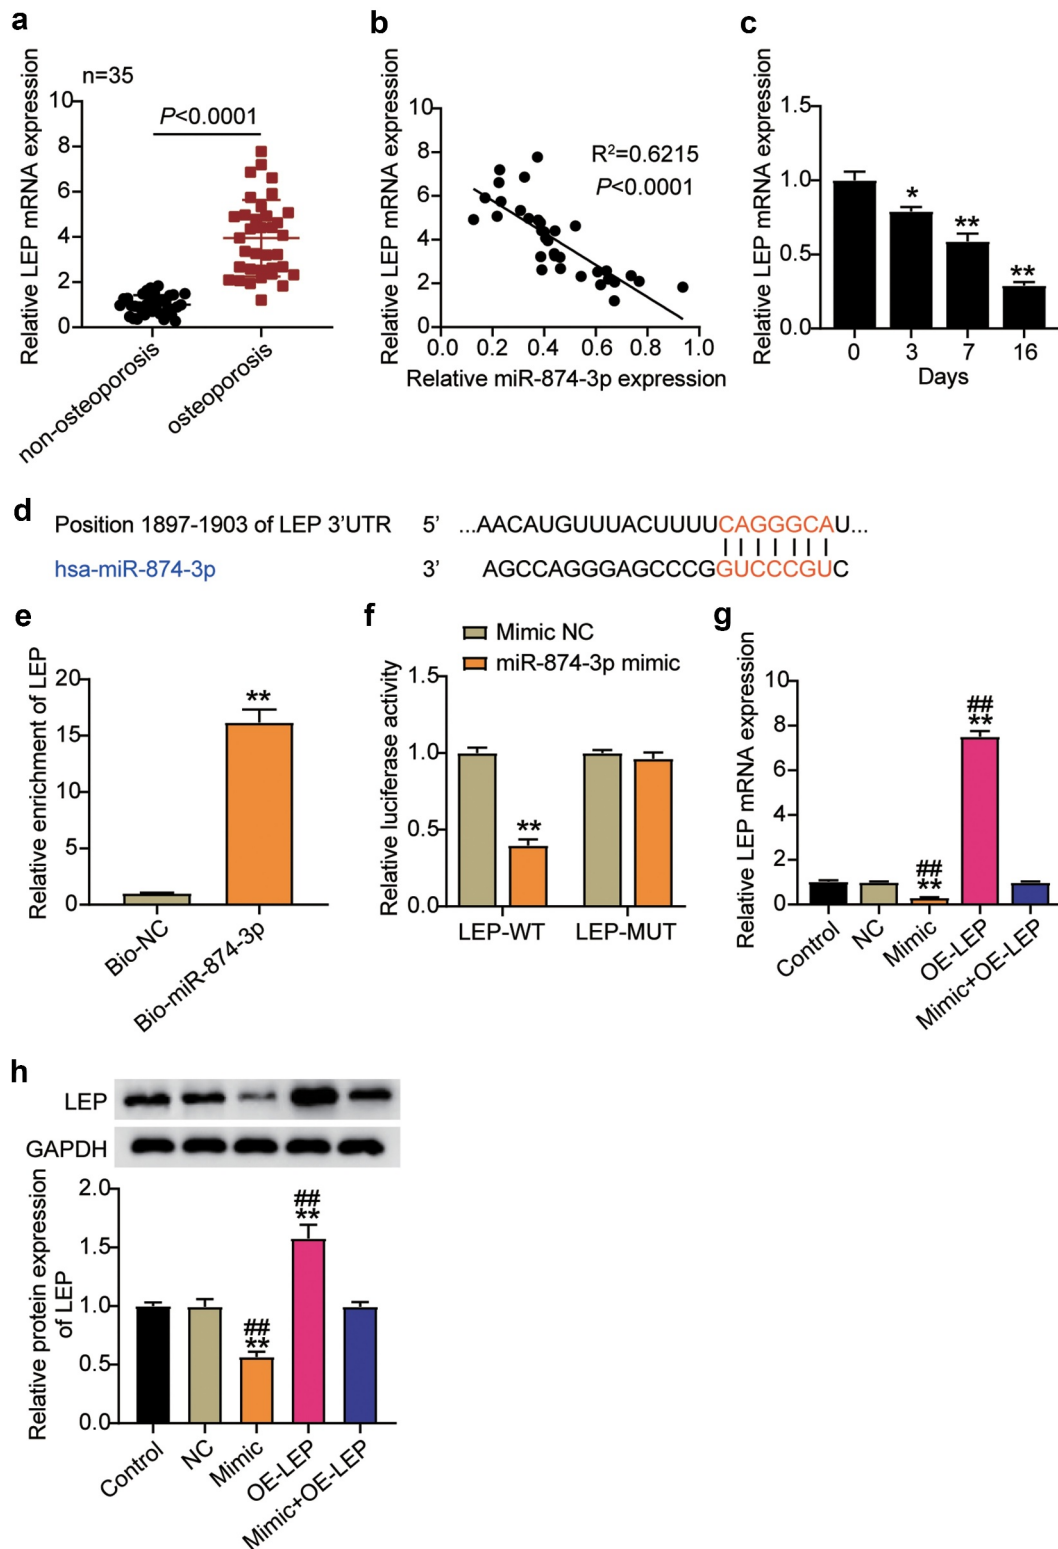 a
n=35
P<0.0001
Relative LEP mRNA expression
10
8
6
4
2
0
non-osteoporosis
osteoporosis
b
R²=0.6215
P<0.0001
Relative LEP mRNA expression
10
8
6
4
2
0
0.0 0.2 0.4 0.6 0.8 1.0
Relative miR-874-3p expression
c
Relative LEP mRNA expression
1.5
1.0
0.5
0.0
*
**
**
0 3 7 16
Days
d
Position 1897-1903 of LEP 3'UTR 5' ...AACAUGUUUACUUUUCAGGGCAU...
hsa-miR-874-3p 3' AGCCAGGGAGCCCGGUCCCGUC
e
Relative enrichment of LEP
20
15
10
5
0
**
Bio-NC
Bio-miR-874-3p
f
Mimic NC
miR-874-3p mimic
Relative luciferase activity
1.5
1.0
0.5
0.0
**
LEP-WT LEP-MUT
g
Relative LEP mRNA expression
10
8
6
4
2
0
##
**
##
**
Control
NC
Mimic
OE-LEP
Mimic+OE-LEP
h
LEP
GAPDH
Relative protein expression
of LEP
2.0
1.5
1.0
0.5
0.0
##
**
##
**
Control
NC
Mimic
OE-LEP
Mimic+OE-LEP